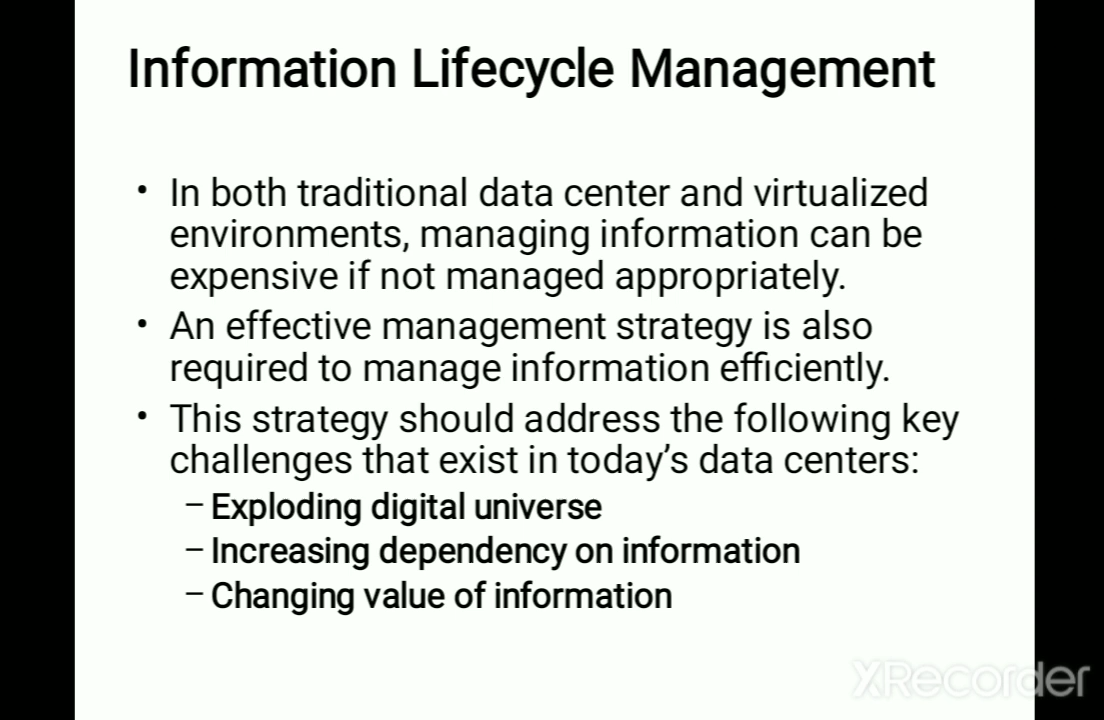 Information Lifecycle Management
• In both traditional data center and virtualized
environments, managing information can be
expensive if not managed appropriately.
• An effective management strategy is also
required to manage information efficiently.
• This strategy should address the following key
challenges that exist in today's data centers:
– Exploding digital universe
– Increasing dependency on information
– Changing value of information
XRecorder